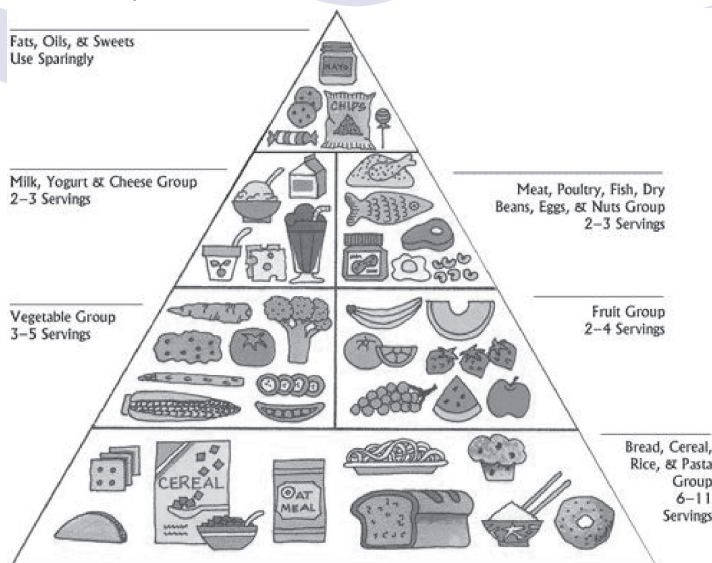 Fats, Oils, & Sweets
Use Sparingly
MAYO
CHIPS
Milk, Yogurt & Cheese Group
2–3 Servings
Meat, Poultry, Fish, Dry
Beans, Eggs, & Nuts Group
2–3 Servings
Vegetable Group
3–5 Servings
Fruit Group
2–4 Servings
Bread, Cereal,
Rice, & Pasta
Group
6–11
Servings
CEREAL
OAT
MEAL